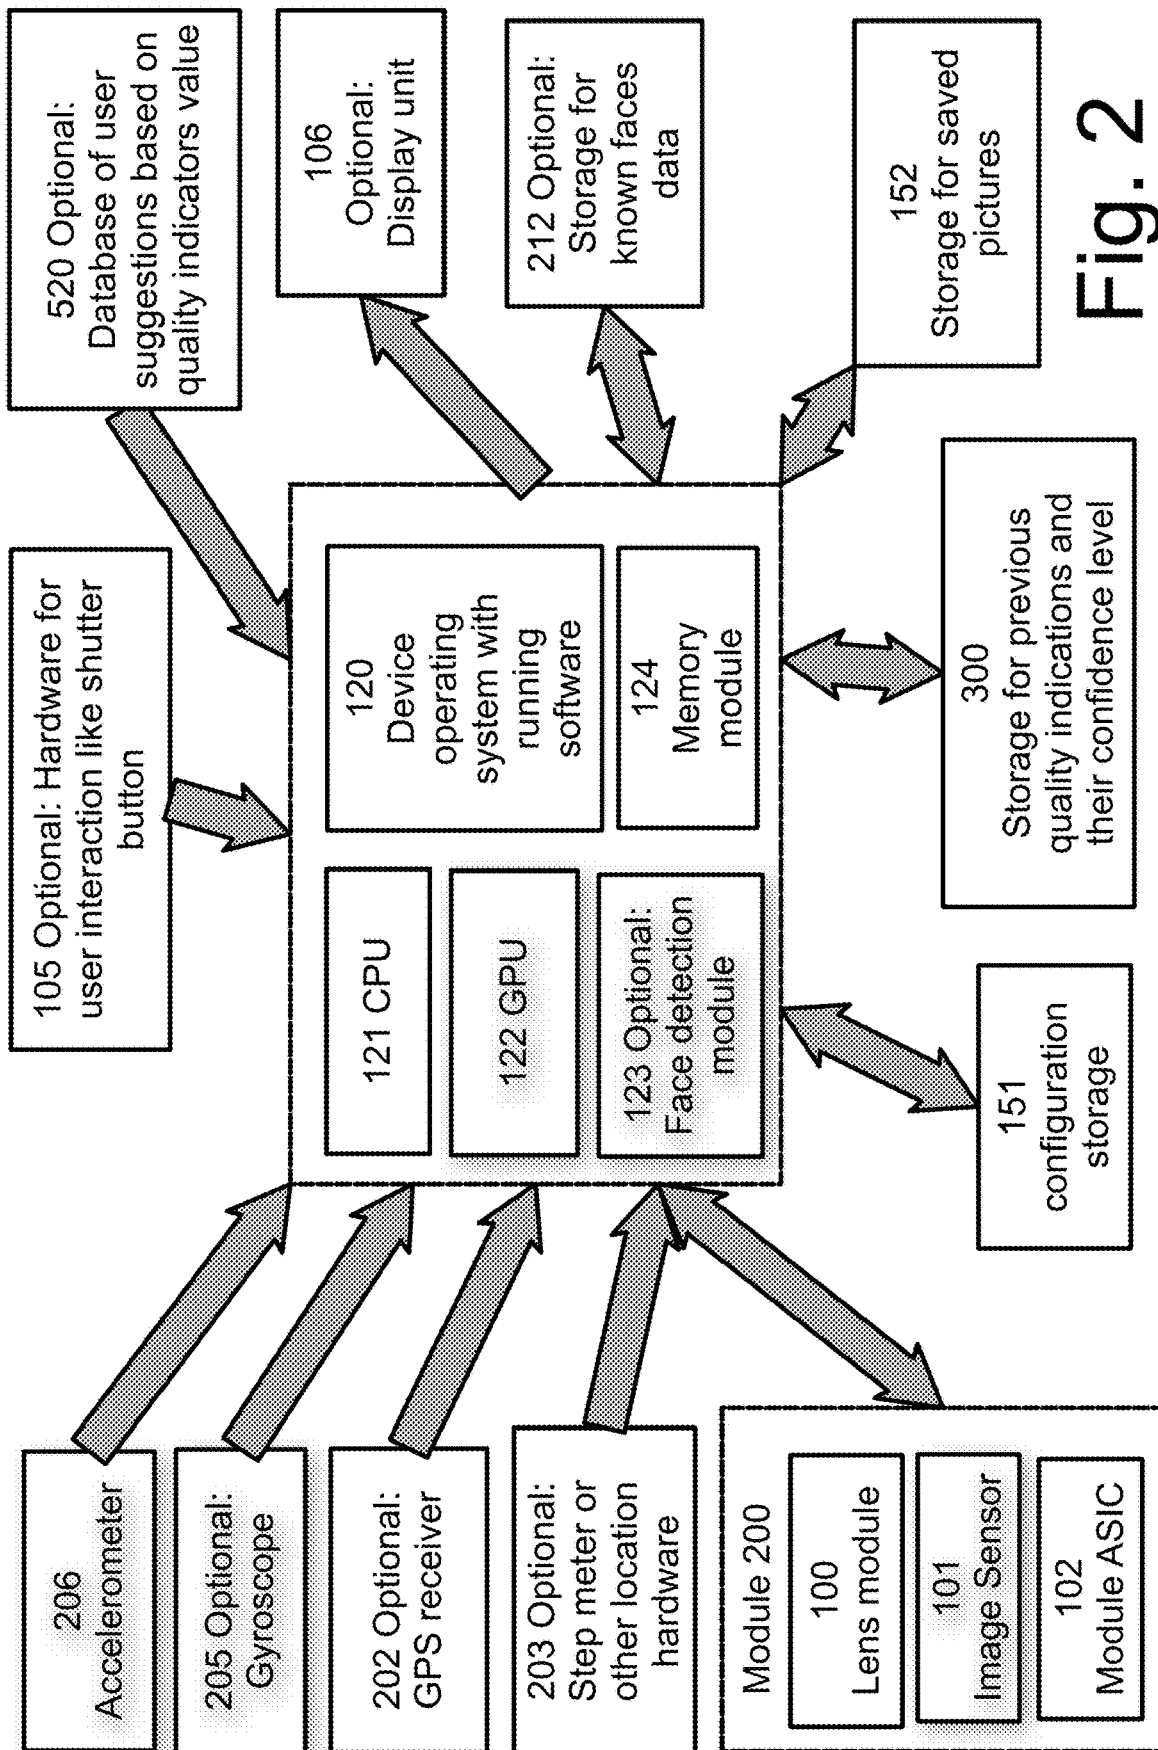 206
Accelerometer
205 Optional:
Gyroscope
202 Optional:
GPS receiver
203 Optional:
Step meter or
other location
hardware
Module 200
100
Lens module
101
Image Sensor
102
Module ASIC
105 Optional: Hardware for
user interaction like shutter
button
121 CPU
122 GPU
123 Optional:
Face detection
module
120
Device
operating
system with
running
software
124
Memory
module
151
configuration
storage
300
Storage for previous
quality indications and
their confidence level
520 Optional:
Database of user
suggestions based on
quality indicators value
106
Optional:
Display unit
212 Optional:
Storage for
known faces
data
152
Storage for saved
pictures
Fig. 2